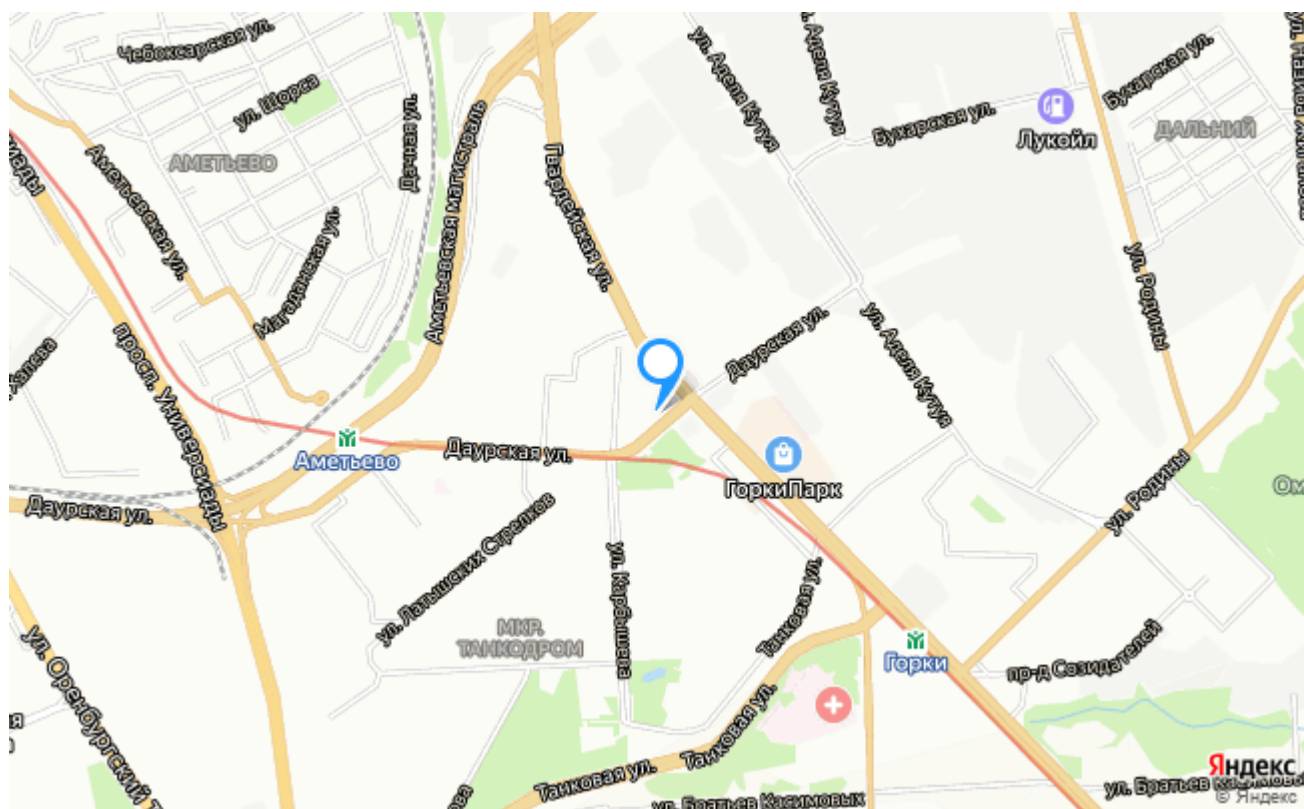 Чебоксарская ул.
ул. Щорса
АМЕТЬЕВО
Дачная ул.
Аметьевская ул.
Магаданская ул.
Аметьевская магистраль
Гвардейская ул.
ул. Аделя Кутуя
Аделя Кутуя
Бухарская ул.
Бухарская ул.
Лукойл
ДАЛЬНИЙ
ул. Родины
Даурская ул.
ул. Аделя Кутуя
просп. Универсиады
Аметьево
Даурская ул.
ГоркиПарк
ул. Родины
Даурская ул.
ул. Латышских Стрелков
ул. Карбышева
Танковая ул.
МКР.
ТАНКОДРОМ
Горки
пр-д Созидателей
ул. Оренбургский
Танковая ул.
Танковая ул.
ул. Братьев Касимовых
ул. Братьев Касимовых
Яндекс
© Яндекс